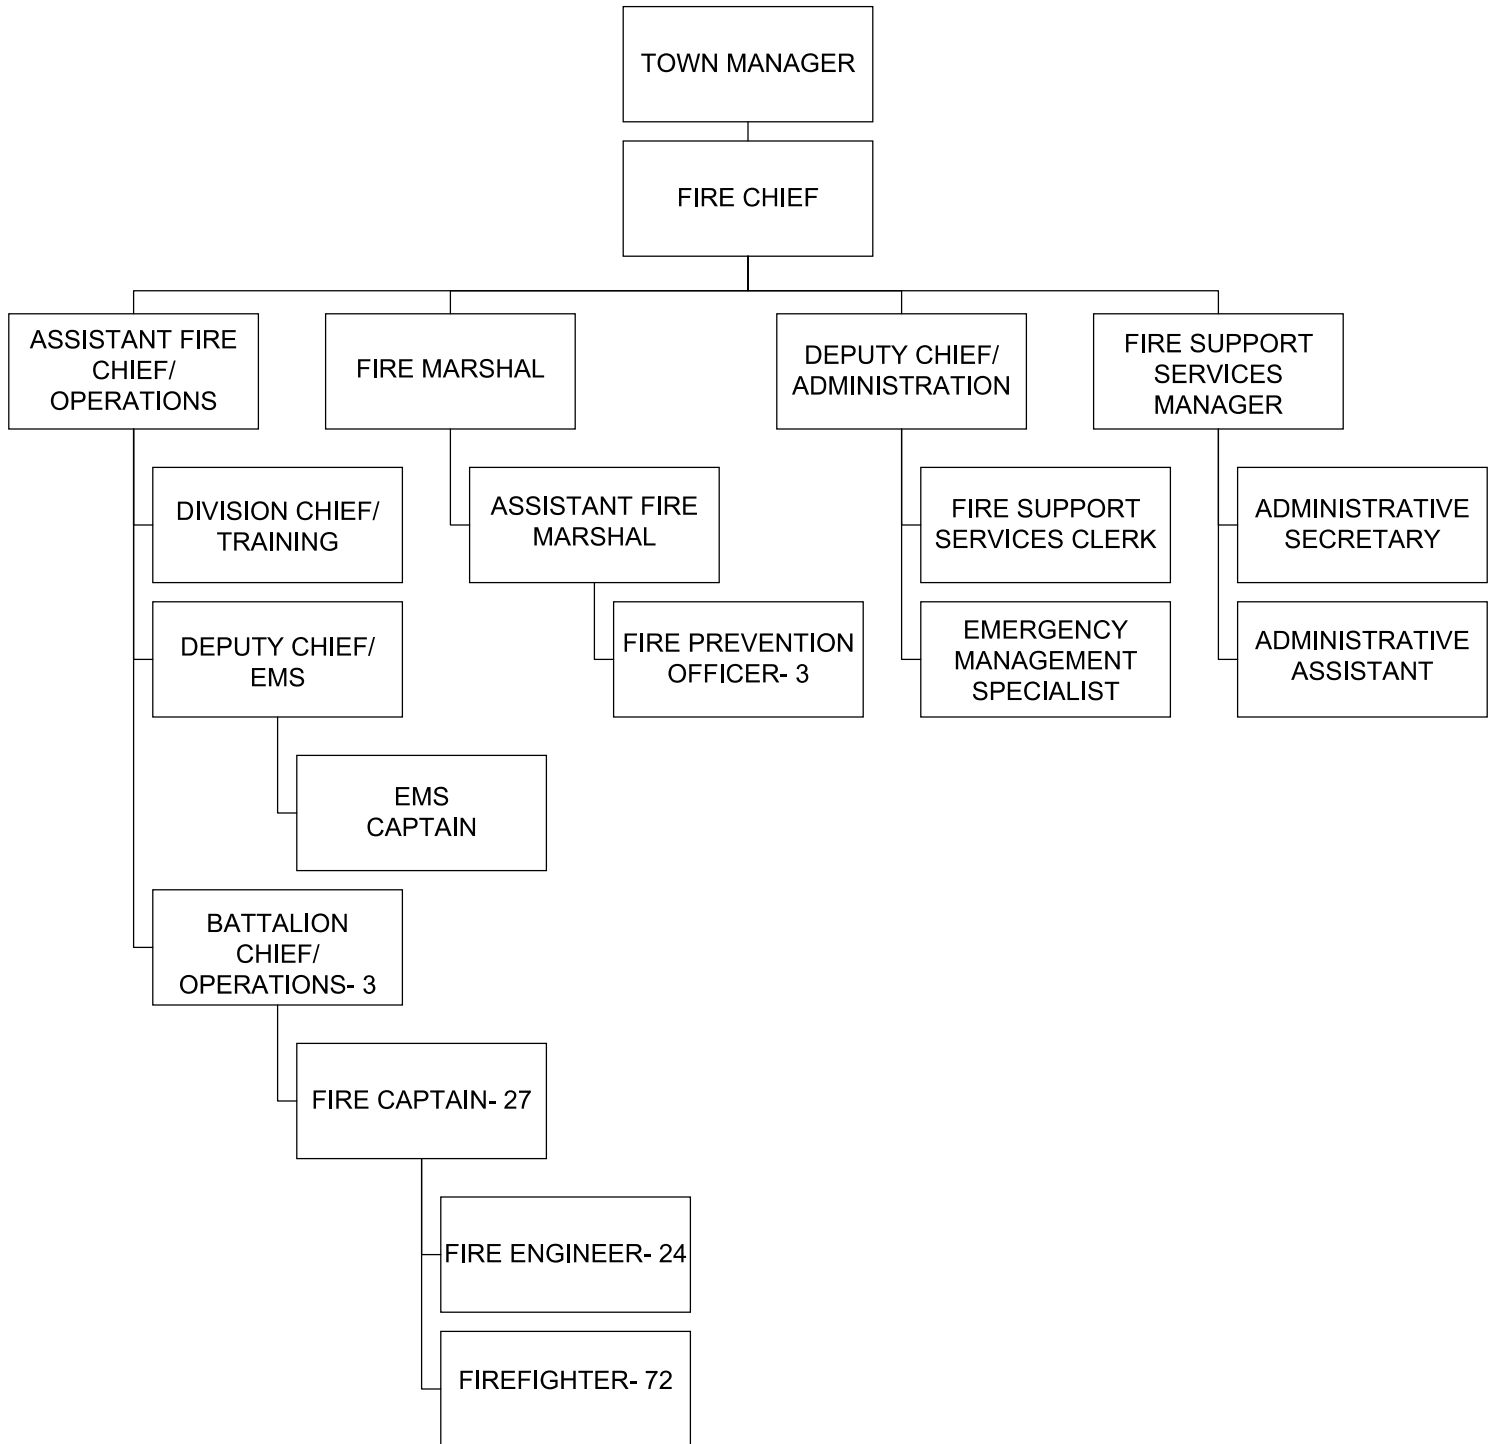 TOWN MANAGER
FIRE CHIEF
ASSISTANT FIRE
CHIEF/
OPERATIONS
FIRE MARSHAL
DEPUTY CHIEF/
ADMINISTRATION
FIRE SUPPORT
SERVICES
MANAGER
DIVISION CHIEF/
TRAINING
ASSISTANT FIRE
MARSHAL
FIRE SUPPORT
SERVICES CLERK
ADMINISTRATIVE
SECRETARY
DEPUTY CHIEF/
EMS
FIRE PREVENTION
OFFICER- 3
EMERGENCY
MANAGEMENT
SPECIALIST
ADMINISTRATIVE
ASSISTANT
EMS
CAPTAIN
BATTALION
CHIEF/
OPERATIONS- 3
FIRE CAPTAIN- 27
FIRE ENGINEER- 24
FIREFIGHTER- 72